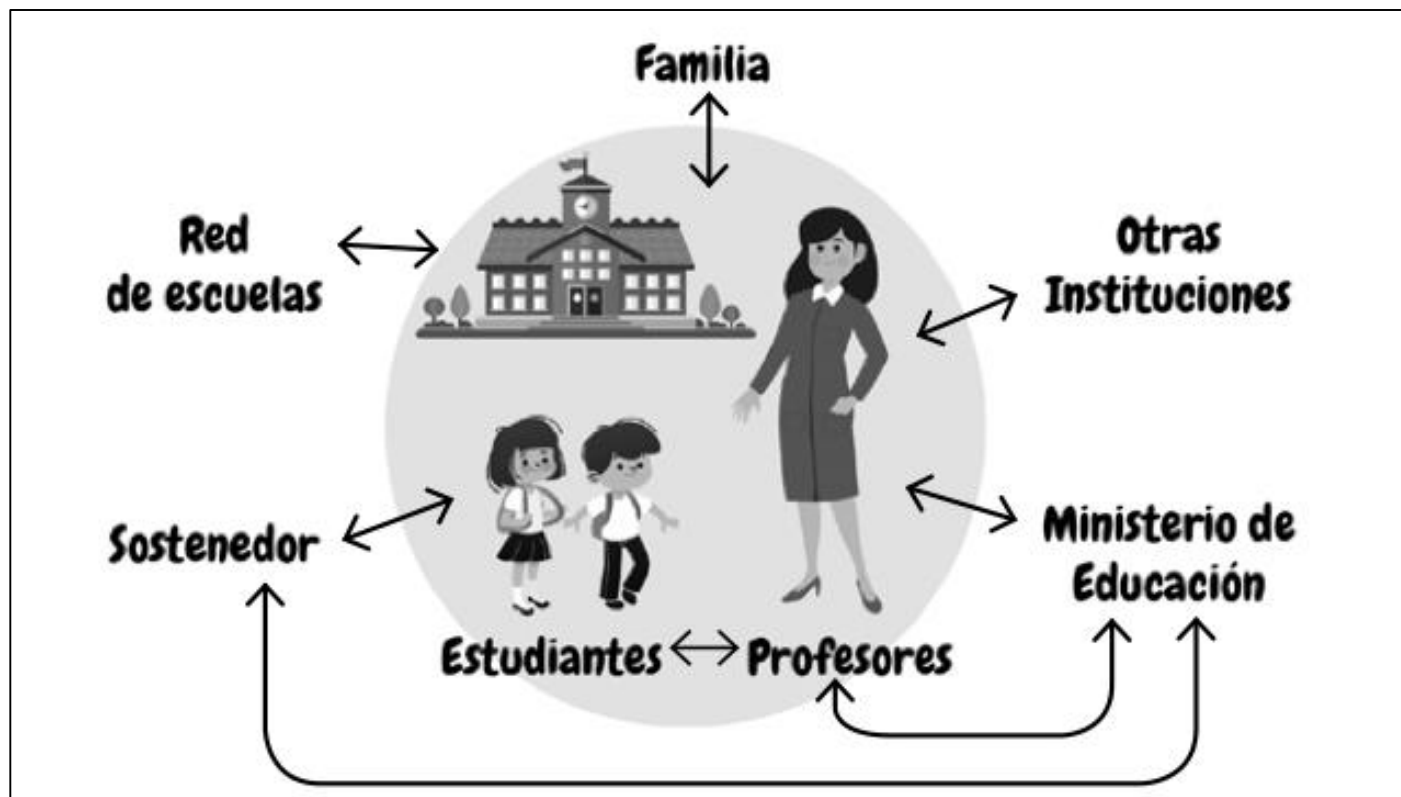 Familia
Red
de escuelas
Otras
Instituciones
Sostenedor
Ministerio de
Educación
Estudiantes
Profesores